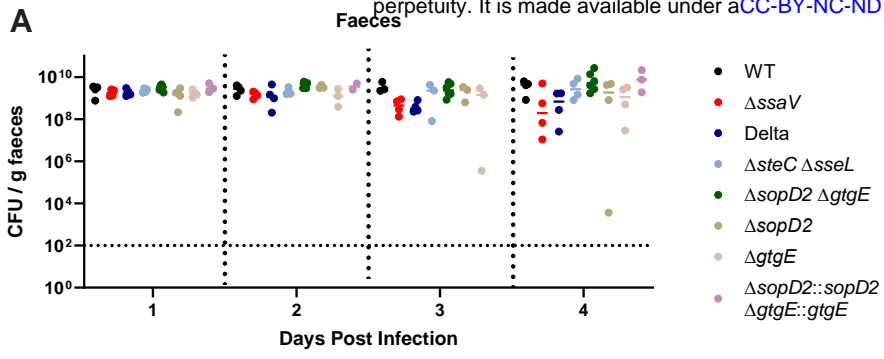 perpetuity. It is made available under aCC-BY-NC-ND
A
Faeces
CFU / g faeces
10¹⁰
10⁸
10⁶
10⁴
10²
10⁰
1 2 3 4
Days Post Infection
WT
ΔssaV
Delta
ΔsteC ΔsseL
ΔsopD2 ΔgtgE
ΔsopD2
ΔgtgE
ΔsopD2::sopD2
ΔgtgE::gtgE